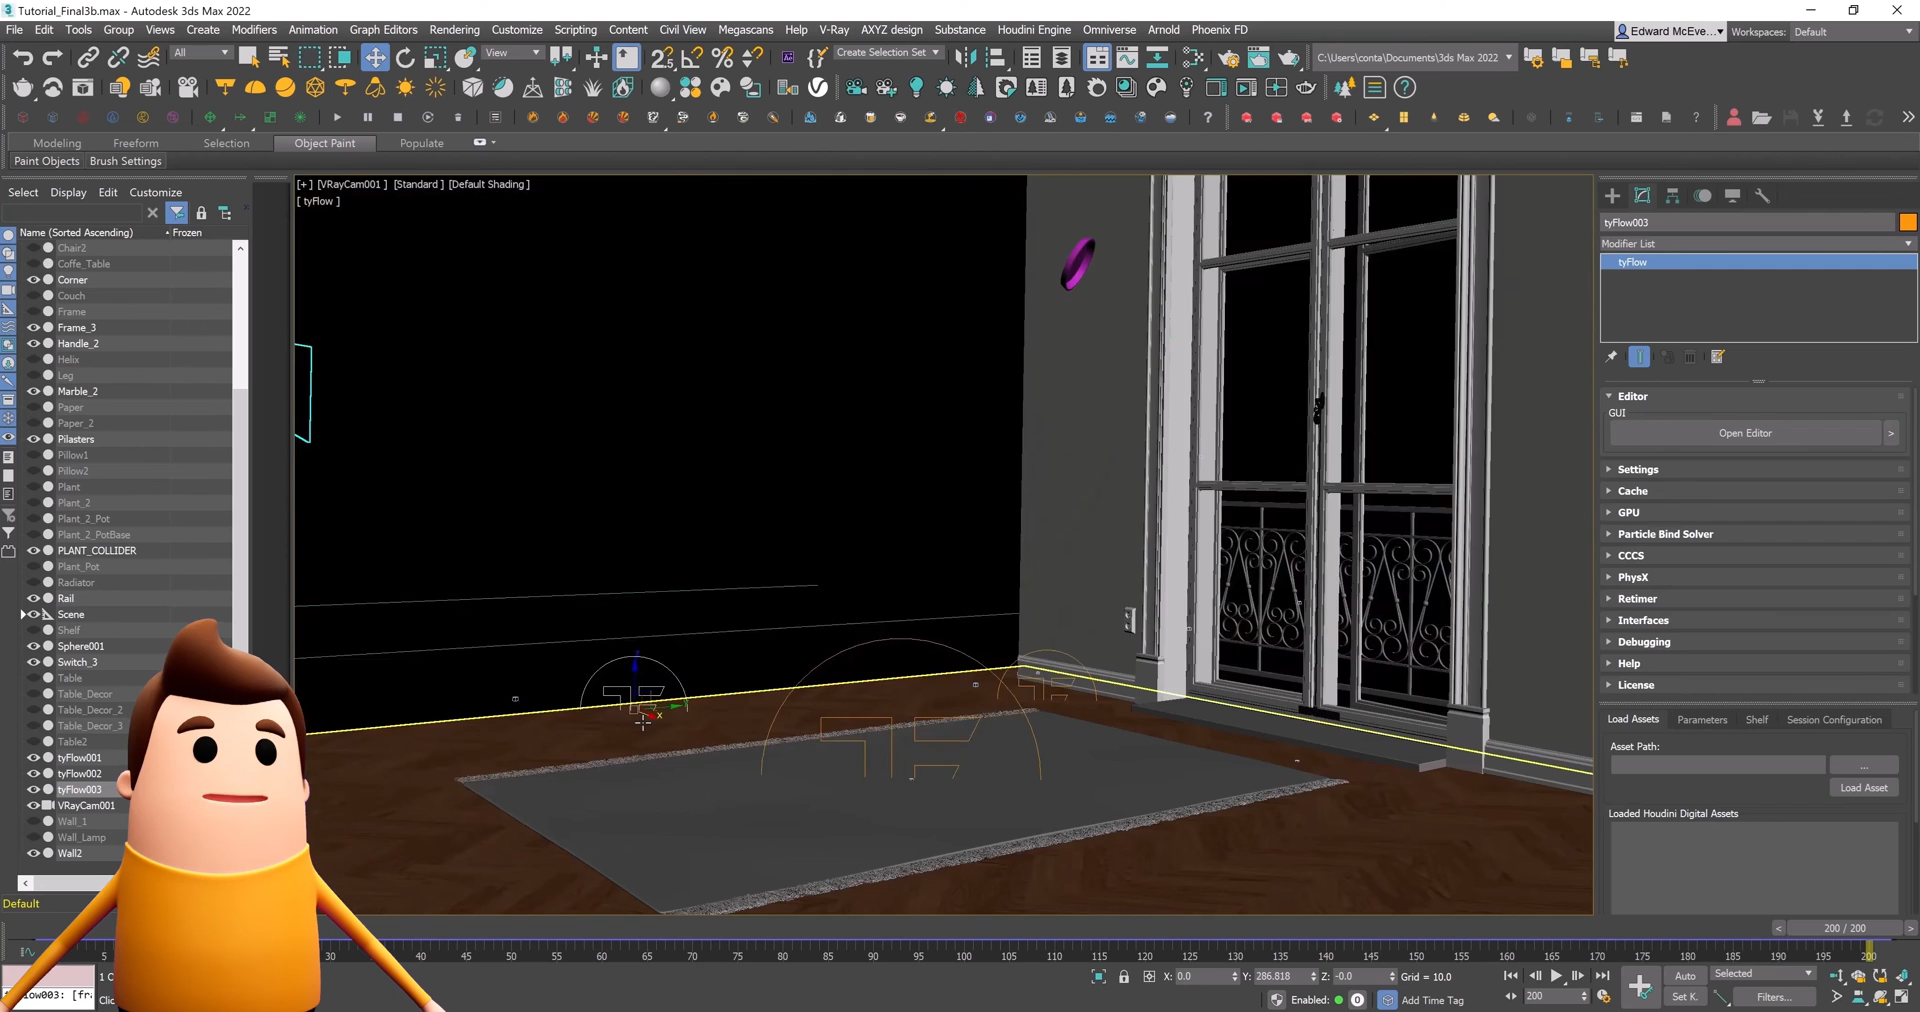 Tutorial_Final3b.max - Autodesk 3ds Max 2022
File Edit Tools Group Views Create Modifiers Animation Graph Editors Rendering Customize Scripting Content Civil View Megascans Help V-Ray AXYZ design Substance Houdini Engine Omniverse Arnold Phoenix FD
Edward McEve... Workspaces: Default
All View Create Selection Set C:\Users\conta\Documents\3ds Max 2022
Modeling Freeform Selection Object Paint Populate
Paint Objects Brush Settings
Select Display Edit Customize
[+] [VRayCam001] [Standard] [Default Shading]
[tyFlow]
Name (Sorted Ascending) Frozen
Chair2
Coffe_Table
Corner
Couch
Frame
Frame_3
Handle_2
Helix
Leg
Marble_2
Paper
Paper_2
Pilasters
Pillow1
Pillow2
Plant
Plant_2
Plant_2_Pot
Plant_2_PotBase
PLANT_COLLIDER
Plant_Pot
Radiator
Rail
Scene
Shelf
Sphere001
Switch_3
Table
Table_Decor
Table_Decor_2
Table_Decor_3
Table2
tyFlow001
tyFlow002
tyFlow003
VRayCam001
Wall_1
Wall_Lamp
Wall2
Default
x
tyFlow003
Modifier List
tyFlow
Editor
GUI
Open Editor >
Settings
Cache
GPU
Particle Bind Solver
CCCS
PhysX
Retimer
Interfaces
Debugging
Help
License
Load Assets Parameters Shelf Session Configuration
Asset Path:
...
Load Asset
Loaded Houdini Digital Assets
< 200 / 200 >
5 30 35 40 45 50 55 60 65 70 75 80 85 90 95 100 105 110 115 120 125 130 135 140 145 150 155 160 165 170 175 180 185 190 195 200
X: 0.0 Y: 286.818 Z: -0.0 Grid = 10.0 Auto Selected
Enabled: Add Time Tag 200 Set K. Filters...